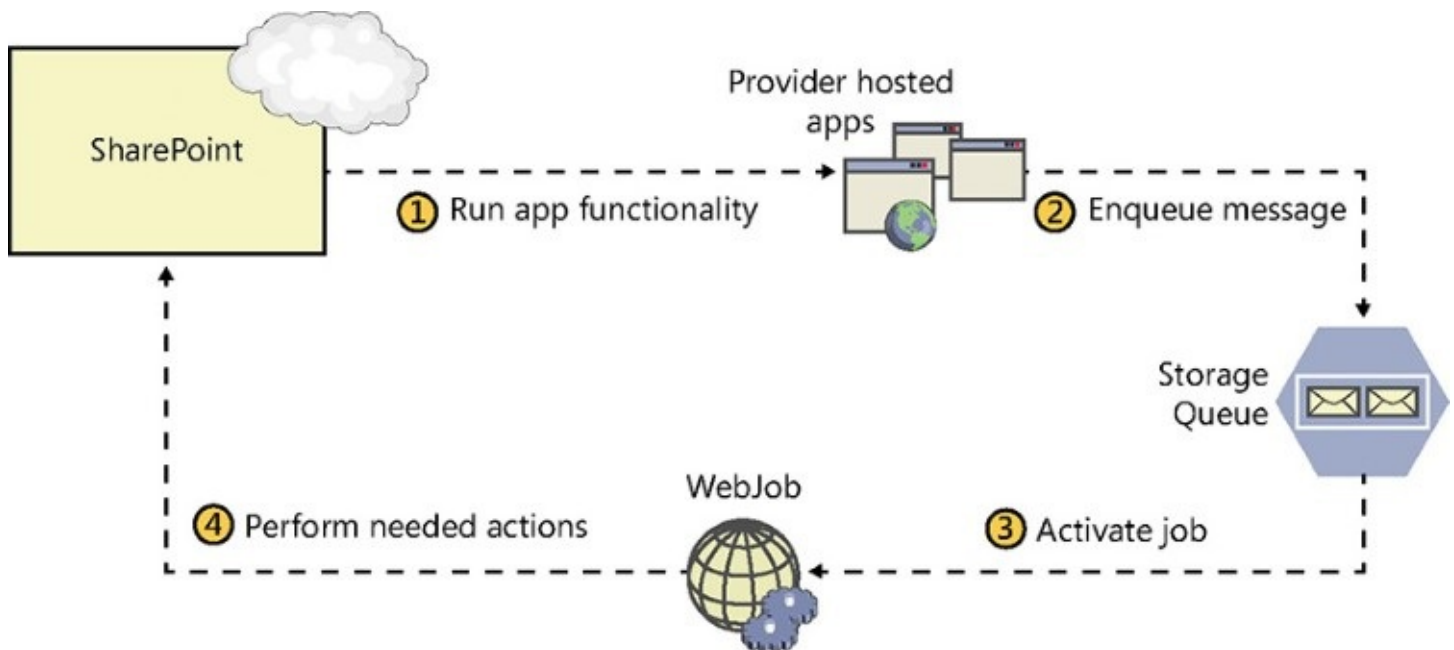 SharePoint
Provider hosted
apps
1 Run app functionality
2 Enqueue message
Storage
Queue
WebJob
4 Perform needed actions
3 Activate job